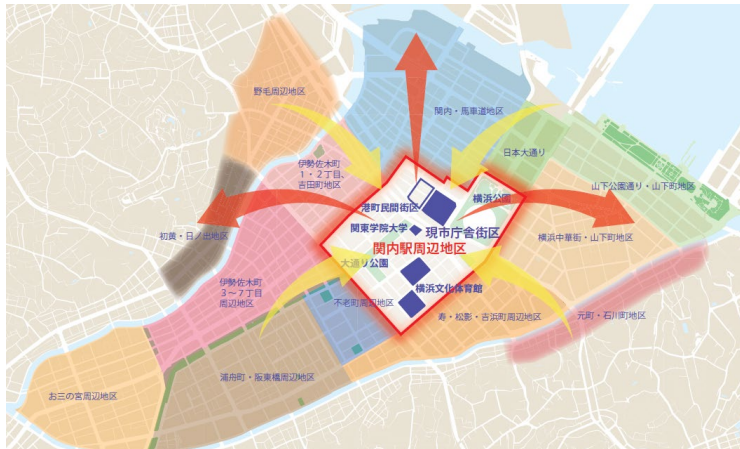 野毛周辺地区
関内・馬車道地区
日本大通り
伊勢佐木町
1・2丁目、
吉田町地区
山下公園通り・山下町地区
港町民間街区
横浜公園
関東学院大学
現市庁舎街区
初黄・日ノ出地区
横浜中華街・山下町地区
関内駅周辺地区
大通り公園
伊勢佐木町
3〜7丁目
周辺地区
横浜文化体育館
不老町周辺地区
寿・松影・吉浜町周辺地区
元町・石川町地区
浦舟町・阪東橋周辺地区
お三の宮周辺地区